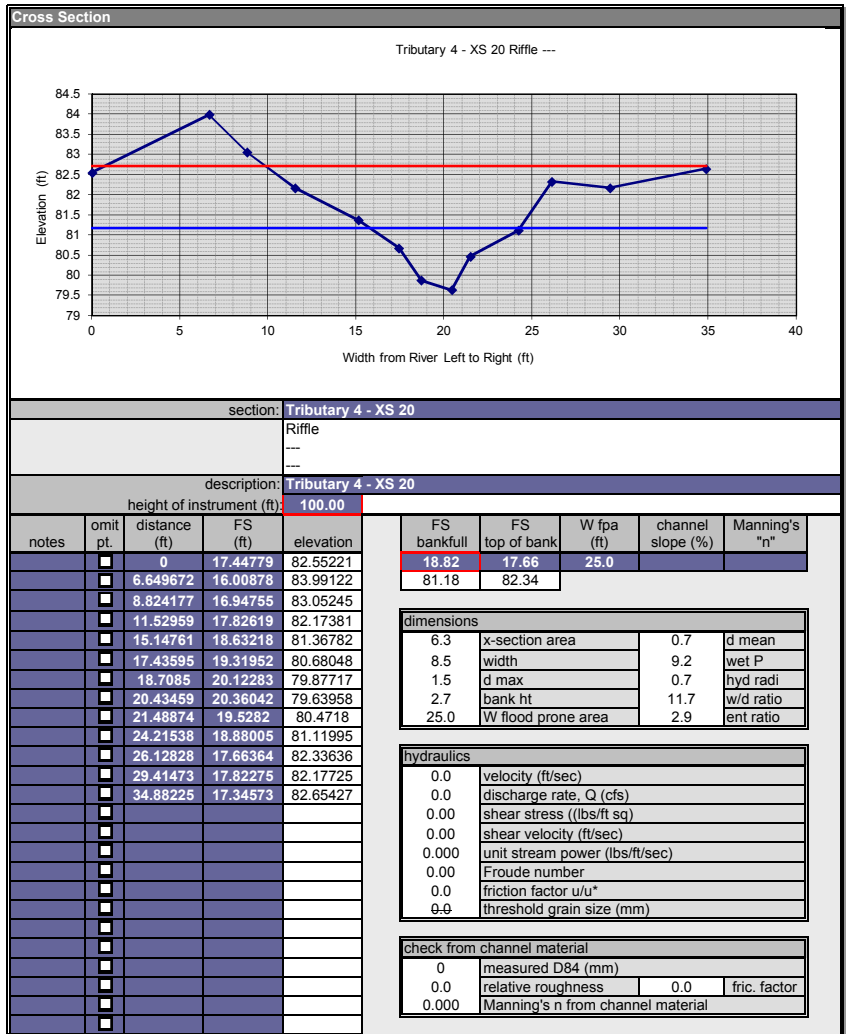 Cross Section
Tributary 4 - XS 20 Riffle ---
84.5
84
83.5
83
82.5
82
81.5
81
80.5
80
79.5
79
Elevation (ft)
0 5 10 15 20 25 30 35 40
Width from River Left to Right (ft)
section: Tributary 4 - XS 20
Riffle
---
---
description: Tributary 4 - XS 20
height of instrument (ft): 100.00
omit distance FS FS FS W fpa channel Manning's
notes pt. (ft) (ft) elevation bankfull top of bank (ft) slope (%) "n"
0 17.44779 82.55221 18.82 17.66 25.0
6.649672 16.00878 83.99122 81.18 82.34
8.824177 16.94755 83.05245
11.52959 17.82619 82.17381
15.14761 18.63218 81.36782
17.43595 19.31952 80.68048
18.7085 20.12283 79.87717
20.43459 20.36042 79.63958
21.48874 19.5282 80.4718
24.21538 18.88005 81.11995
26.12828 17.66364 82.33636
29.41473 17.82275 82.17725
34.88225 17.34573 82.65427
dimensions
6.3 x-section area 0.7 d mean
8.5 width 9.2 wet P
1.5 d max 0.7 hyd radi
2.7 bank ht 11.7 w/d ratio
25.0 W flood prone area 2.9 ent ratio
hydraulics
0.0 velocity (ft/sec)
0.0 discharge rate, Q (cfs)
0.00 shear stress ((lbs/ft sq)
0.00 shear velocity (ft/sec)
0.000 unit stream power (lbs/ft/sec)
0.00 Froude number
0.0 friction factor u/u*
0.0 threshold grain size (mm)
check from channel material
0 measured D84 (mm)
0.0 relative roughness 0.0 fric. factor
0.000 Manning's n from channel material